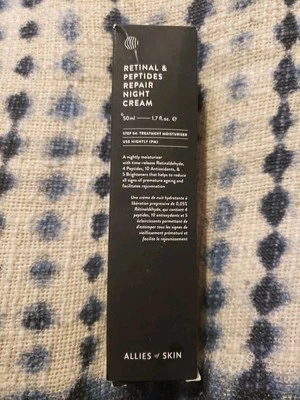 RETINAL &
PEPTIDES
REPAIR
NIGHT
CREAM
50ml — 1.7 fl. oz. ℮
STEP 04: TREATMENT MOISTURISER
USE NIGHTLY (PM)
A nightly moisturiser
with time-release Retinaldehyde,
4 Peptides, 10 Antioxidants, &
5 Brighteners that helps to reduce
all signs of premature ageing and
facilitates rejuvenation
Une crème de nuit hydratante à
libération progressive de 0,05%
Rétinaldéhyde, qui contient 4
peptides, 10 antioxydants et 5
éclaircissants permettant de
d'estomper tous les signes de
vieillissement prématuré et
facilite le rajeunissement
ALLIES of SKIN